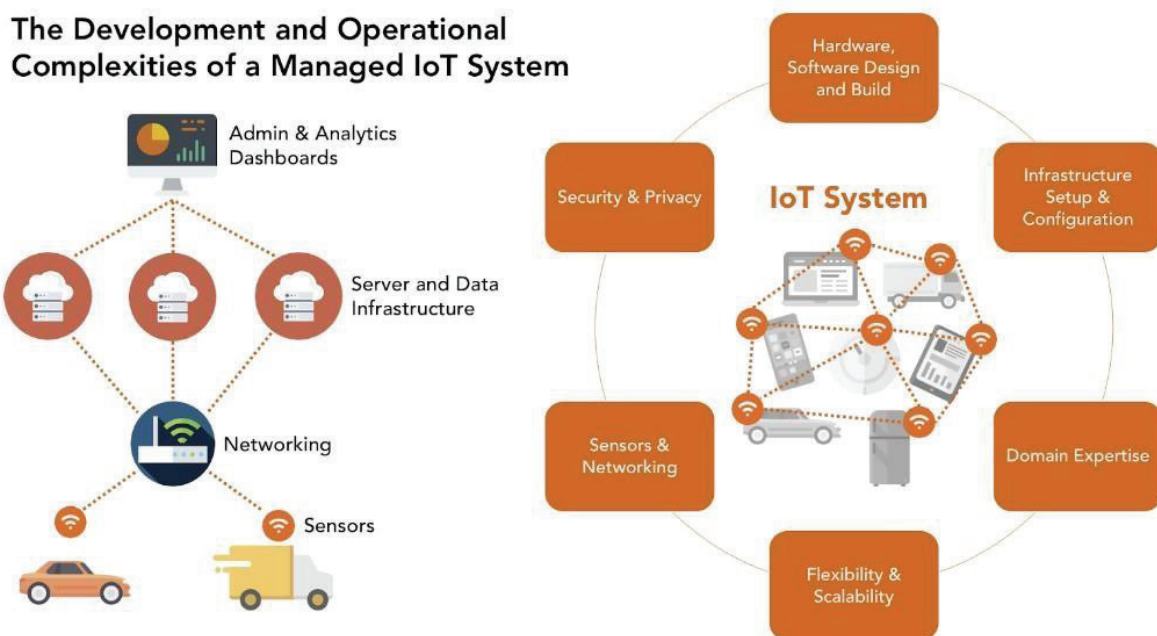 The Development and Operational
Complexities of a Managed IoT System
Admin & Analytics
Dashboards
Server and Data
Infrastructure
Networking
Sensors
Hardware,
Software Design
and Build
Security & Privacy
Infrastructure
Setup &
Configuration
IoT System
Sensors &
Networking
Domain Expertise
Flexibility &
Scalability